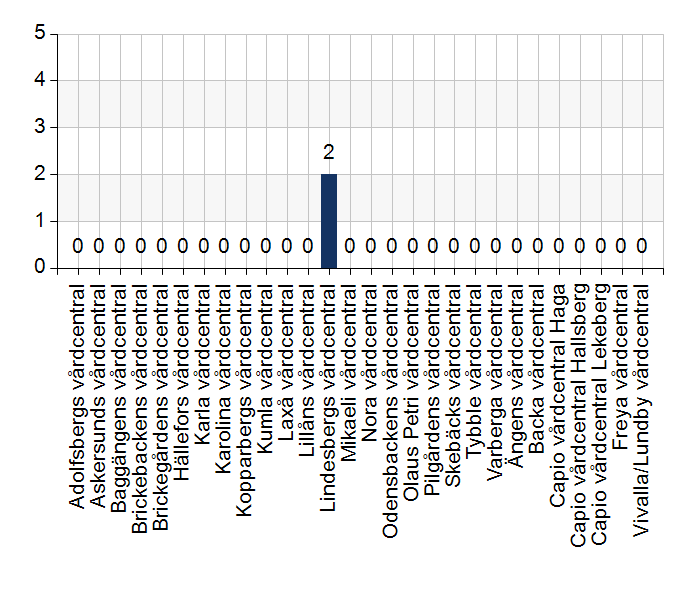 5
4
3
2
1
0
0 0 0 0 0 0 0 0 0 0 0 0 2 0 0 0 0 0 0 0 0 0 0 0 0 0 0 0
Adolfsbergs vårdcentral
Askersunds vårdcentral
Baggängens vårdcentral
Brickebackens vårdcentral
Brickegårdens vårdcentral
Hällefors vårdcentral
Karla vårdcentral
Karolina vårdcentral
Kopparbergs vårdcentral
Kumla vårdcentral
Laxå vårdcentral
Lillåns vårdcentral
Lindesbergs vårdcentral
Mikaeli vårdcentral
Nora vårdcentral
Odensbackens vårdcentral
Olaus Petri vårdcentral
Pilgårdens vårdcentral
Skebäcks vårdcentral
Tybble vårdcentral
Varberga vårdcentral
Ängens vårdcentral
Backa vårdcentral
Capio vårdcentral Haga
Capio vårdcentral Hallsberg
Capio vårdcentral Lekeberg
Freya vårdcentral
Vivalla/Lundby vårdcentral